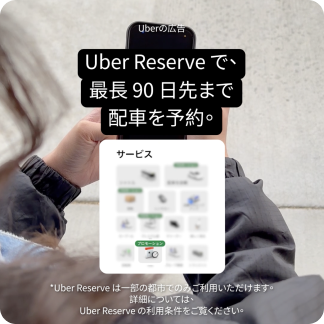 Uberの広告
Uber Reserve で、
最長 90 日先まで
配車を予約。
サービス
プロモーション
*Uber Reserve は一部の都市でのみご利用いただけます。
詳細については、
Uber Reserve の利用条件をご覧ください。